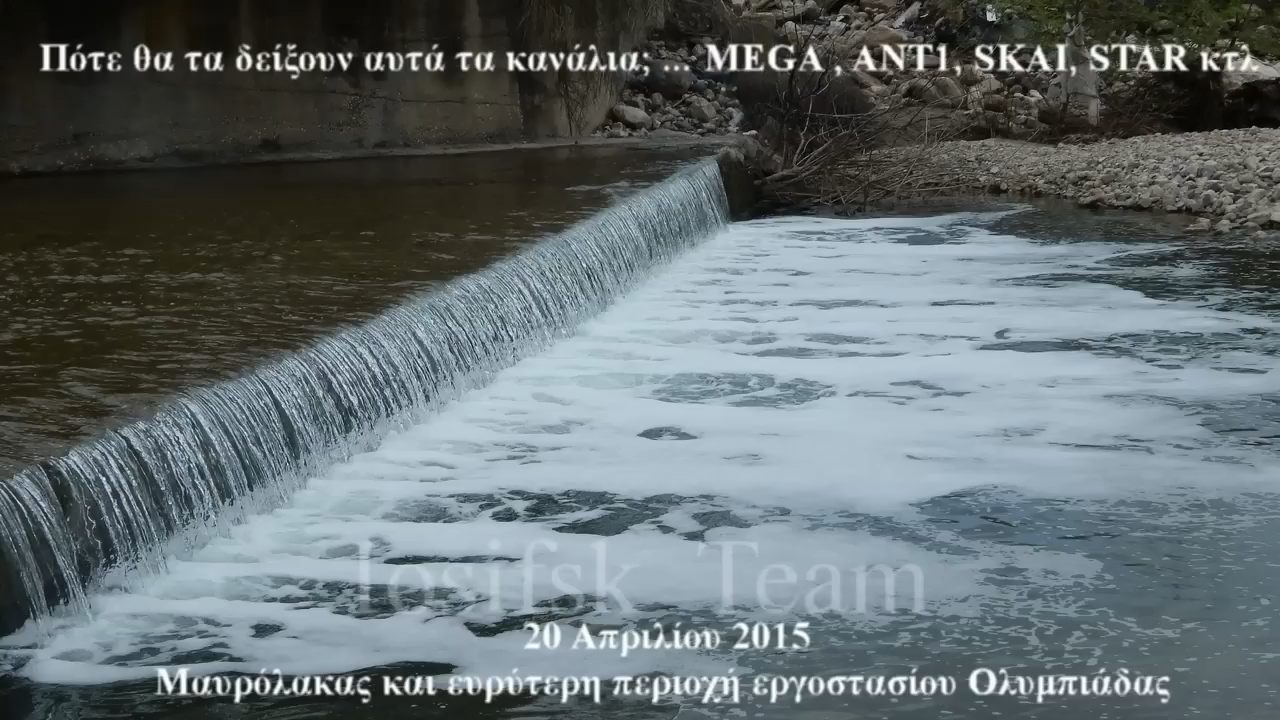 Πότε θα τα δείξουν αυτά τα κανάλια; ... MEGA , ANT1, SKAI, STAR κτλ
Iosifsk Team
20 Απριλίου 2015
Μαυρόλακας και ευρύτερη περιοχή εργοστασίου Ολυμπιάδας